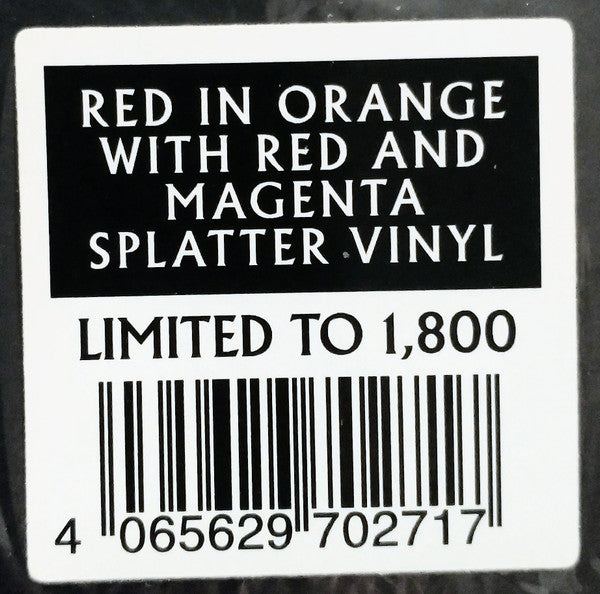 RED IN ORANGE
WITH RED AND
MAGENTA
SPLATTER VINYL
LIMITED TO 1,800
4 065629 702717